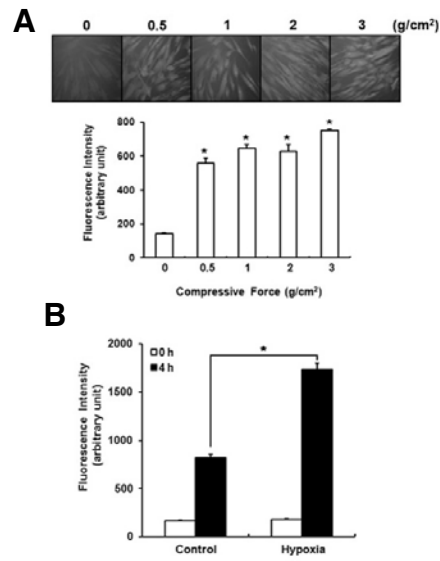 A
0 0.5 1 2 3 (g/cm²)
800
600
400
200
0
Fluorescence Intensity
(arbitrary unit)
* * * *
0 0.5 1 2 3
Compressive Force (g/cm²)
B
2000
1500
1000
500
0
Fluorescence Intensity
(arbitrary unit)
0 h
4 h
*
Control Hypoxia